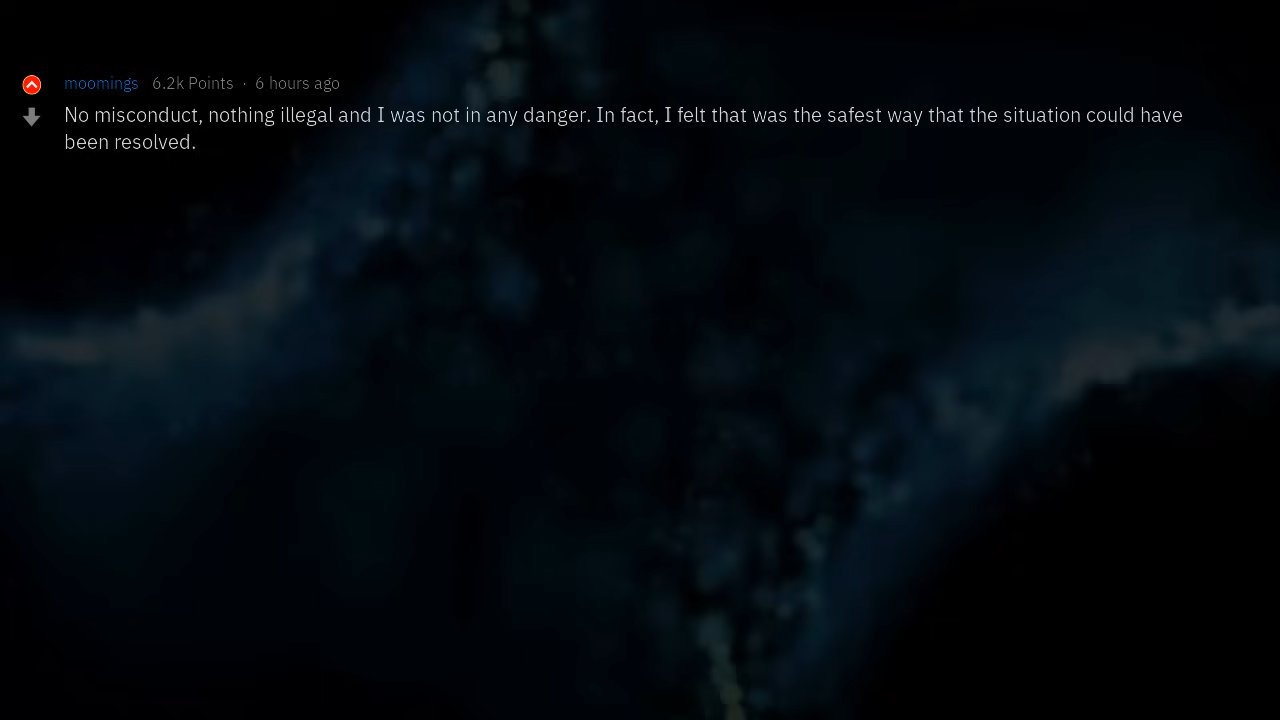 moomings 6.2k Points · 6 hours ago
No misconduct, nothing illegal and I was not in any danger. In fact, I felt that was the safest way that the situation could have
been resolved.